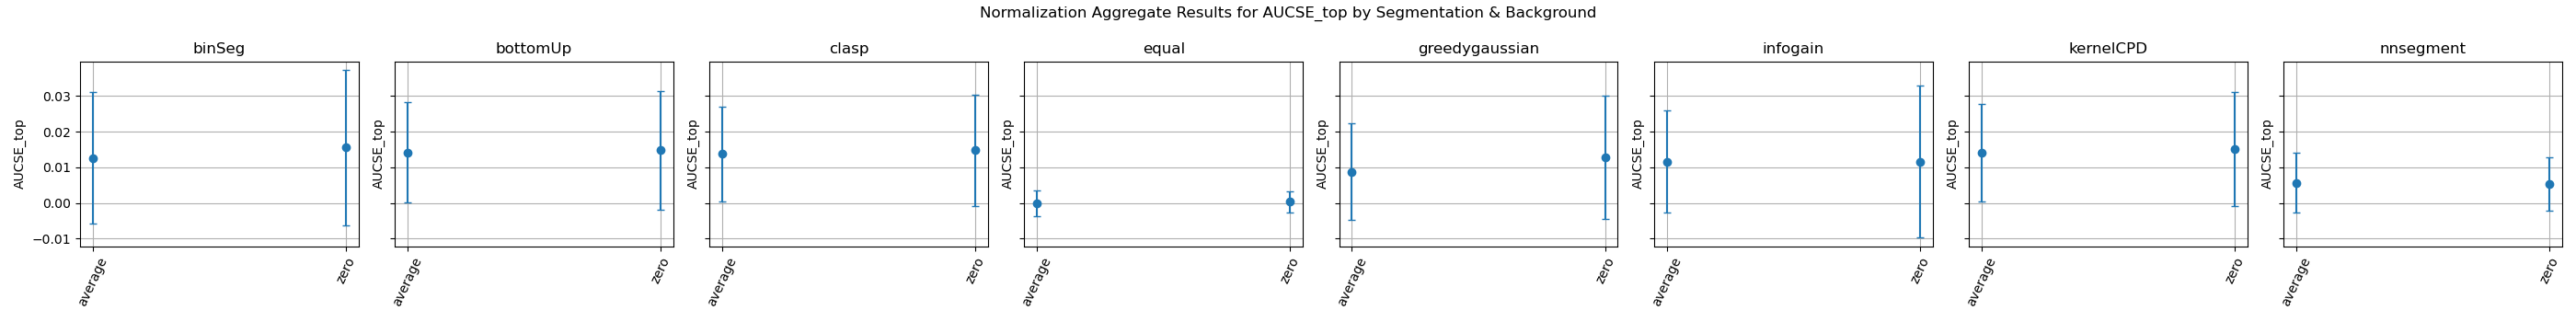 Normalization Aggregate Results for AUCSE_top by Segmentation & Background
binSeg
bottomUp
clasp
equal
greedygaussian
infogain
kernelCPD
nnsegment
AUCSE_top
0.03
0.02
0.01
0.00
−0.01
AUCSE_top
AUCSE_top
AUCSE_top
AUCSE_top
AUCSE_top
AUCSE_top
AUCSE_top
average
zero
average
zero
average
zero
average
zero
average
zero
average
zero
average
zero
average
zero